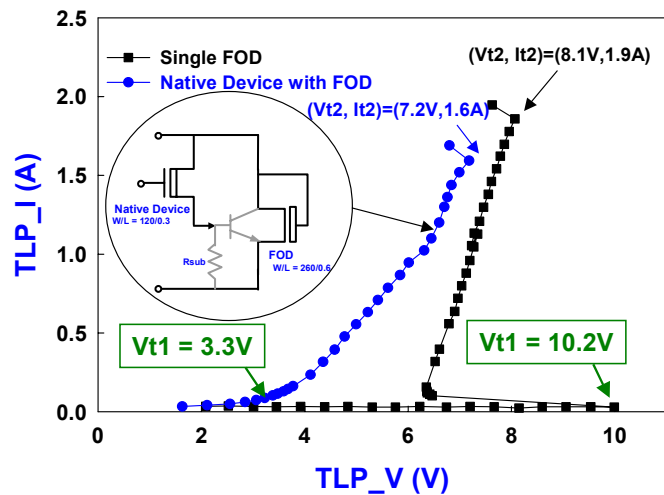 2.5
2.0
1.5
1.0
0.5
0.0
TLP_I (A)
Single FOD
Native Device with FOD
(Vt2, It2)=(8.1V,1.9A)
(Vt2, It2)=(7.2V,1.6A)
Native Device
W/L = 120/0.3
Rsub
FOD
W/L = 260/0.6
Vt1 = 3.3V
Vt1 = 10.2V
0 2 4 6 8 10
TLP_V (V)